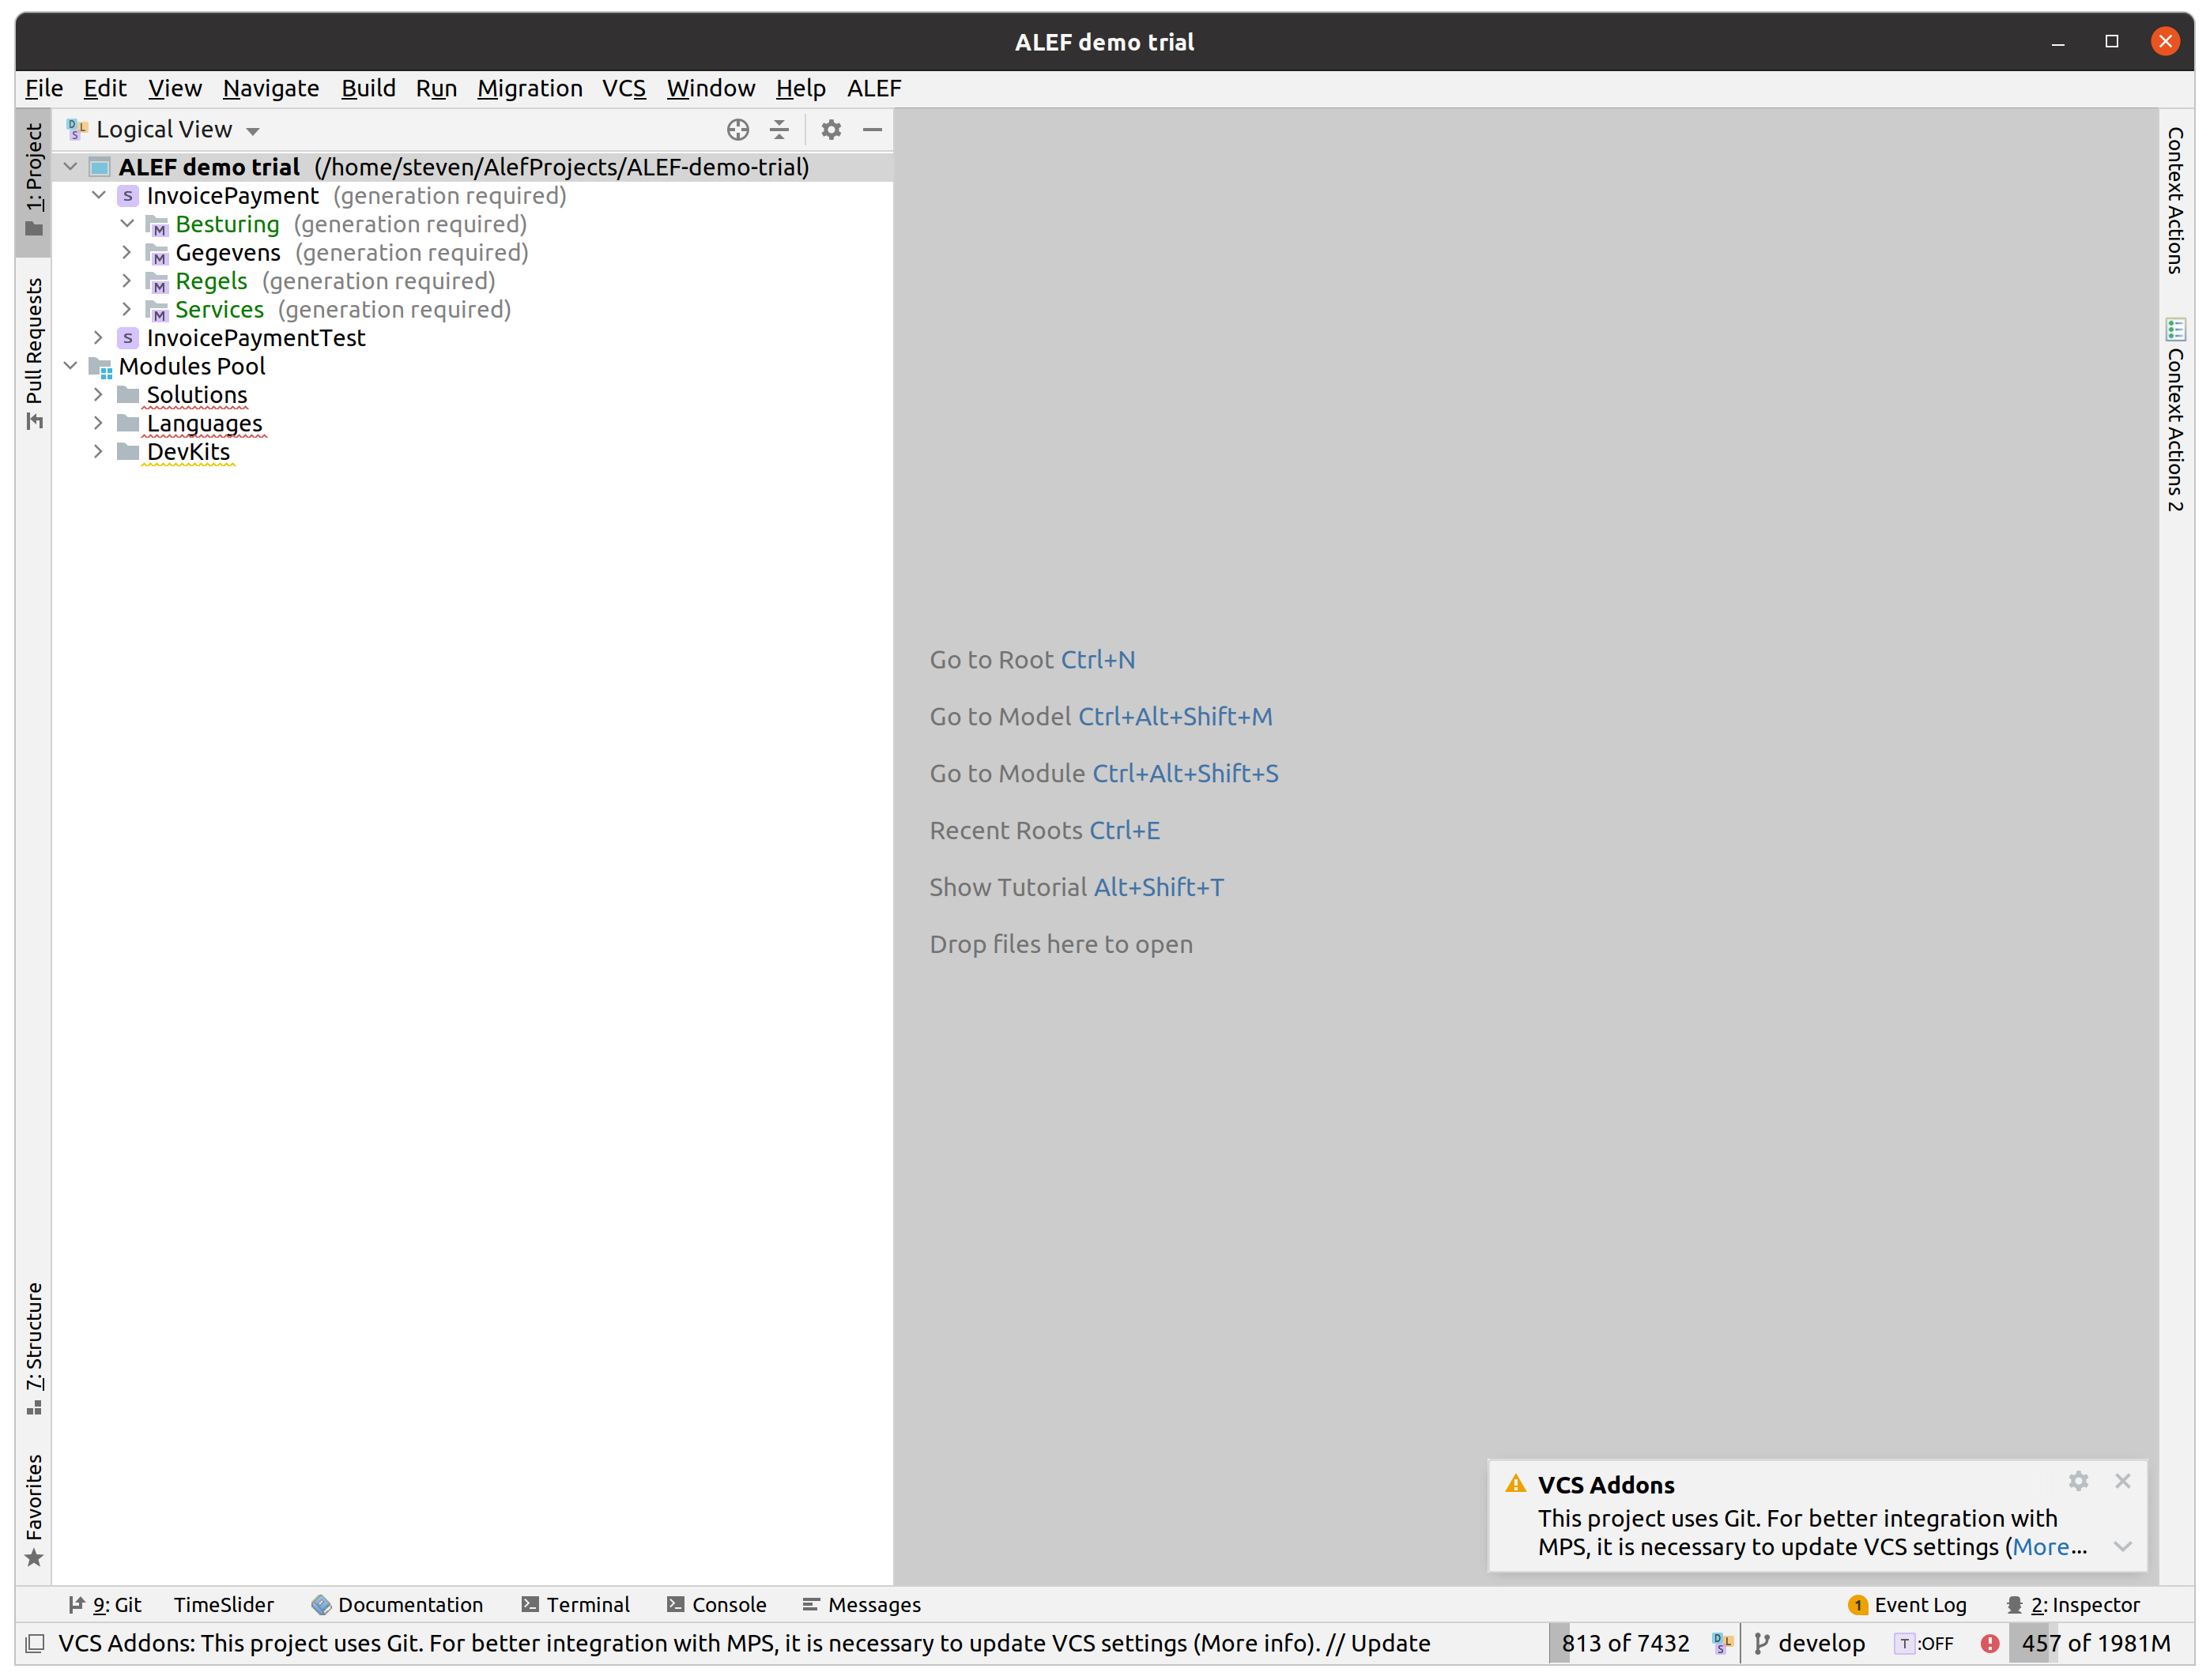 ALEF demo trial
File Edit View Navigate Build Run Migration VCS Window Help ALEF
1: Project
Pull Requests
7: Structure
Favorites
Logical View
ALEF demo trial (/home/steven/AlefProjects/ALEF-demo-trial)
S InvoicePayment (generation required)
M Besturing (generation required)
M Gegevens (generation required)
M Regels (generation required)
M Services (generation required)
S InvoicePaymentTest
Modules Pool
Solutions
Languages
DevKits
Go to Root Ctrl+N
Go to Model Ctrl+Alt+Shift+M
Go to Module Ctrl+Alt+Shift+S
Recent Roots Ctrl+E
Show Tutorial Alt+Shift+T
Drop files here to open
Context Actions
Context Actions 2
VCS Addons
This project uses Git. For better integration with
MPS, it is necessary to update VCS settings (More...
9: Git TimeSlider Documentation Terminal Console Messages 1 Event Log 2: Inspector
VCS Addons: This project uses Git. For better integration with MPS, it is necessary to update VCS settings (More info). // Update 813 of 7432 DSL develop T :OFF 457 of 1981M